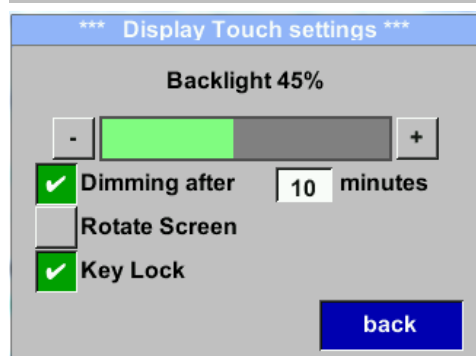 *** Display Touch settings ***
Backlight 45%
- +
Dimming after 10 minutes
Rotate Screen
Key Lock
back